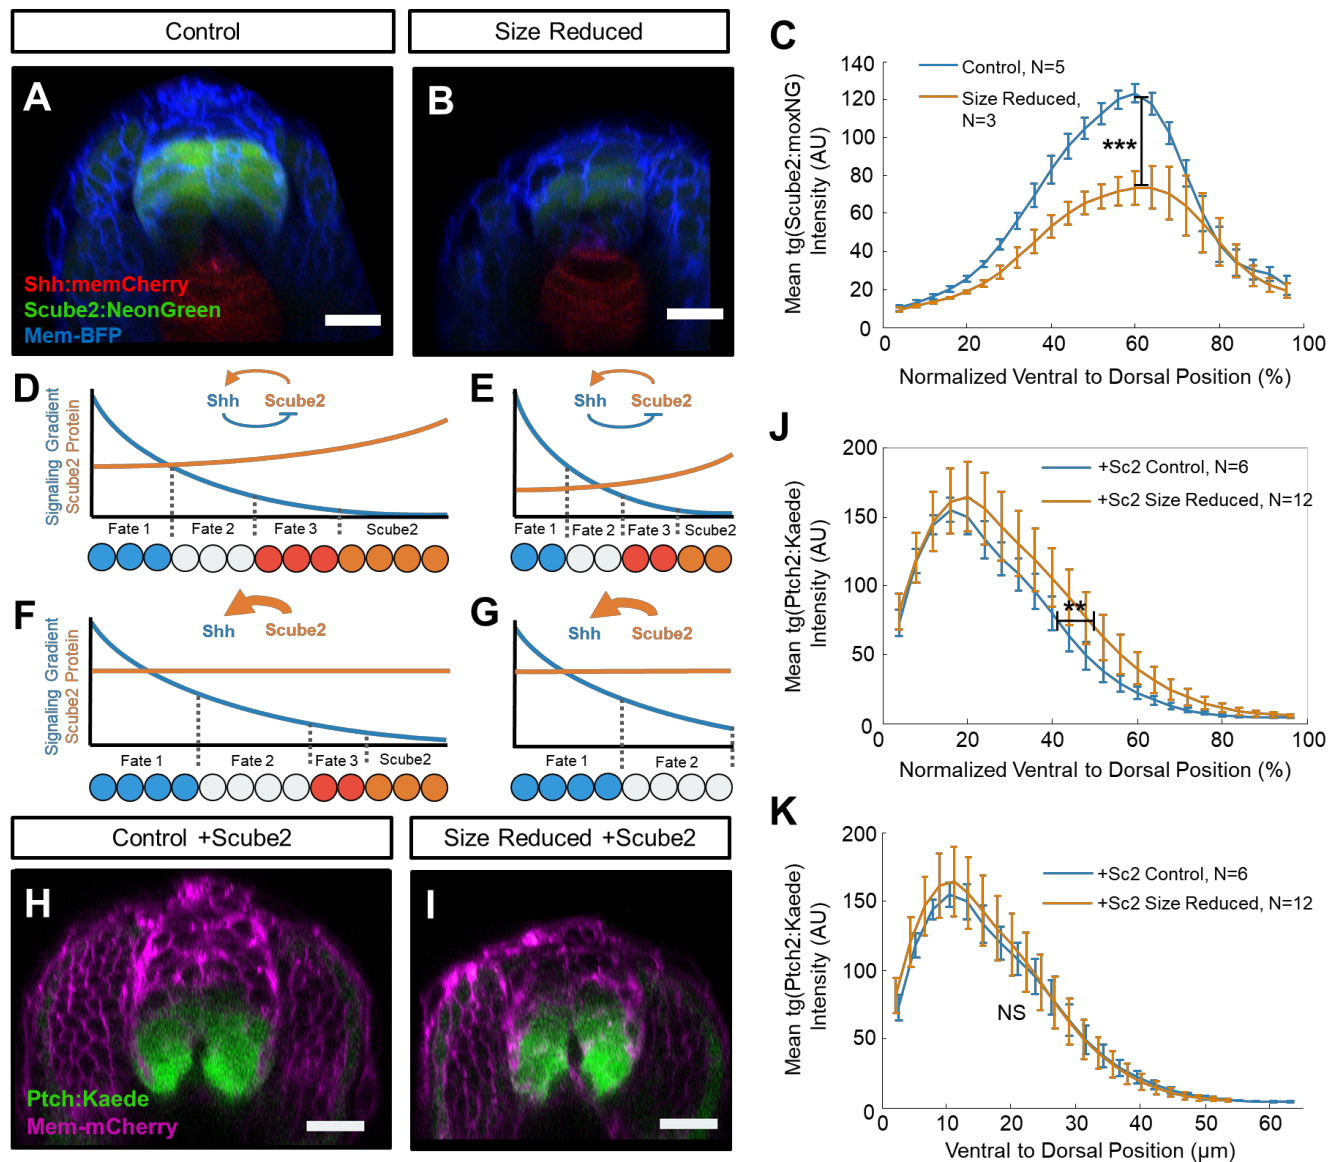 Control
Size Reduced
A
Shh:memCherry
Scube2:NeonGreen
Mem-BFP
B
C
Control, N=5
Size Reduced,
N=3
***
Mean tg(Scube2:moxNG)
Intensity (AU)
140
120
100
80
60
40
20
0
0
20
40
60
80
100
Normalized Ventral to Dorsal Position (%)
D
Signaling Gradient
Scube2 Protein
Shh
Scube2
Fate 1
Fate 2
Fate 3
Scube2
E
Shh
Scube2
Fate 1
Fate 2
Fate 3
Scube2
F
Signaling Gradient
Scube2 Protein
Shh
Scube2
Fate 1
Fate 2
Fate 3
Scube2
G
Shh
Scube2
Fate 1
Fate 2
Control +Scube2
Size Reduced +Scube2
H
Ptch:Kaede
Mem-mCherry
I
J
+Sc2 Control, N=6
+Sc2 Size Reduced, N=12
**
Mean tg(Ptch2:Kaede)
Intensity (AU)
200
150
100
50
0
0
20
40
60
80
100
Normalized Ventral to Dorsal Position (%)
K
+Sc2 Control, N=6
+Sc2 Size Reduced, N=12
NS
Mean tg(Ptch2:Kaede)
Intensity (AU)
200
150
100
50
0
0
10
20
30
40
50
60
Ventral to Dorsal Position (µm)